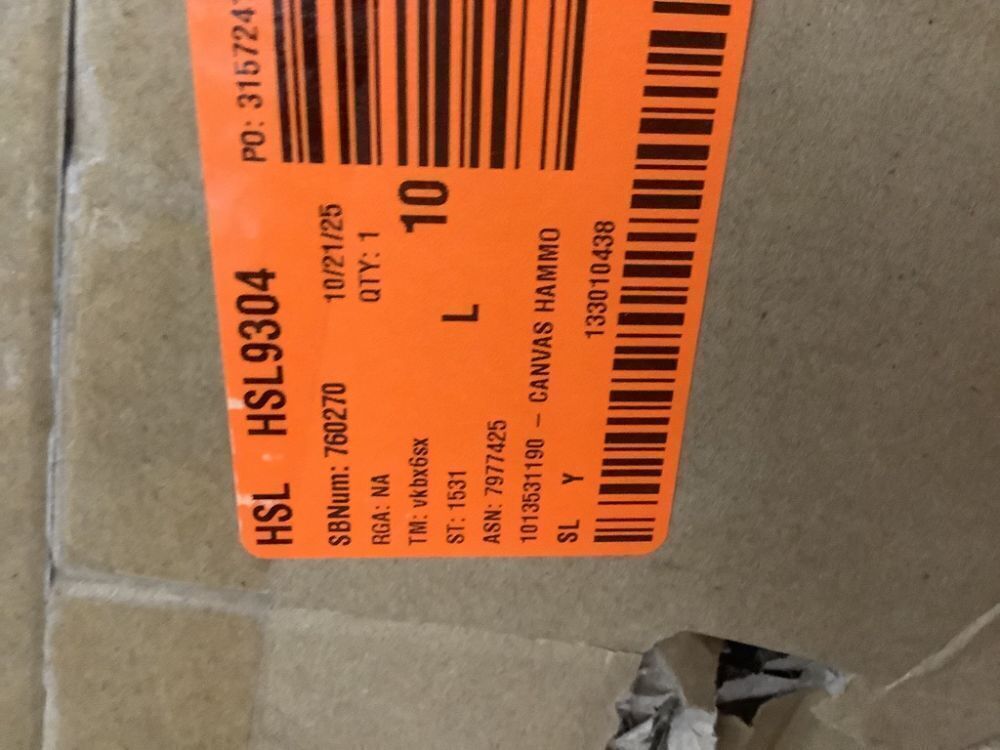 HSL HSL9304 PO: 3157241
SBNum: 760270 10/21/25
RGA: NA QTY: 1
TM: vkbx6sx 10
ST: 1531 L
ASN: 7977425
1013531190 – CANVAS HAMMO
SL Y
133010438